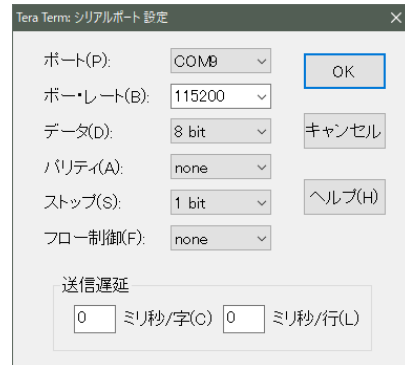 Tera Term: シリアルポート 設定
ポート(P): COM9
OK
ボー・レート(B): 115200
データ(D): 8 bit
キャンセル
パリティ(A): none
ストップ(S): 1 bit
ヘルプ(H)
フロー制御(F): none
送信遅延
0 ミリ秒/字(C) 0 ミリ秒/行(L)